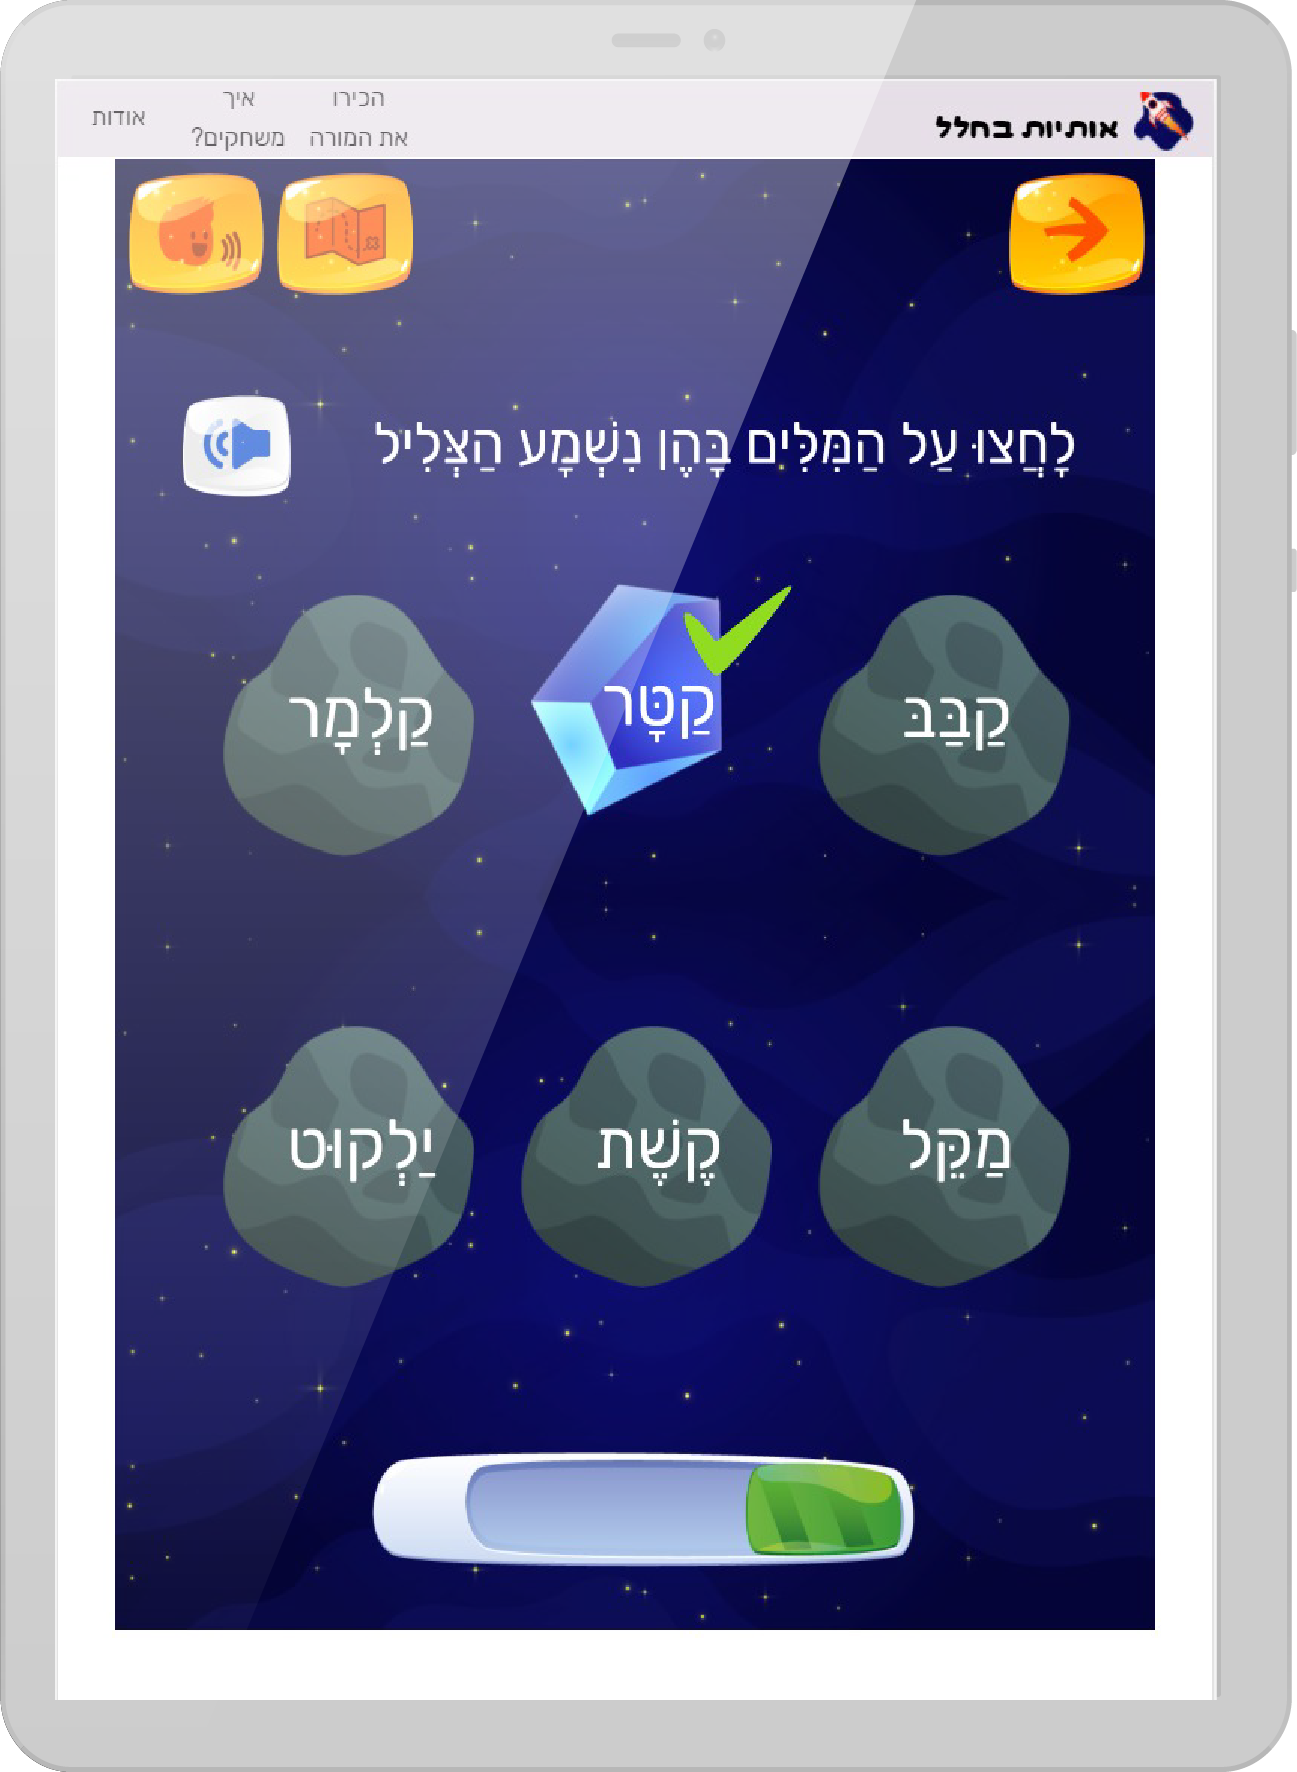 אותיות בחלל
הכירו
את המורה
איך
משחקים?
אודות
לַחֲצוּ עַל הַמִּלִּים בָּהֶן נִשְׁמָע הַצְּלִיל
קַבַּבּ
קַטָּר
קַלְמָר
מַקֵּל
קֶשֶׁת
יַלְקוּט